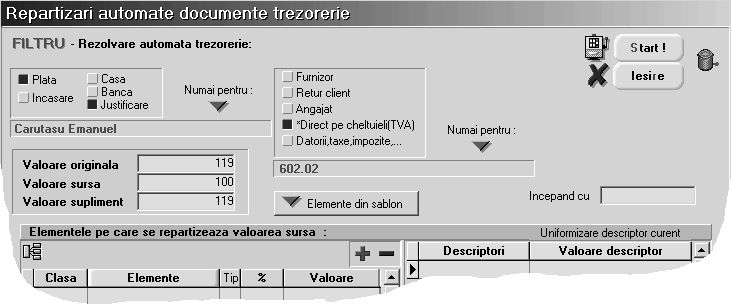 Repartizari automate documente trezorerie
FILTRU - Rezolvare automata trezorerie:
Start !
Iesire
Plata
Incasare
Casa
Banca
Justificare
Numai pentru :
Carutasu Emanuel
Furnizor
Retur client
Angajat
*Direct pe cheltuieli(TVA)
Datorii,taxe,impozite,...
Numai pentru :
602.02
Valoare originala 119
Valoare sursa 100
Valoare supliment 119
Elemente din sablon
Incepand cu
Elementele pe care se repartizeaza valoarea sursa :
Uniformizare descriptor curent
Clasa Elemente Tip % Valoare
Descriptori Valoare descriptor